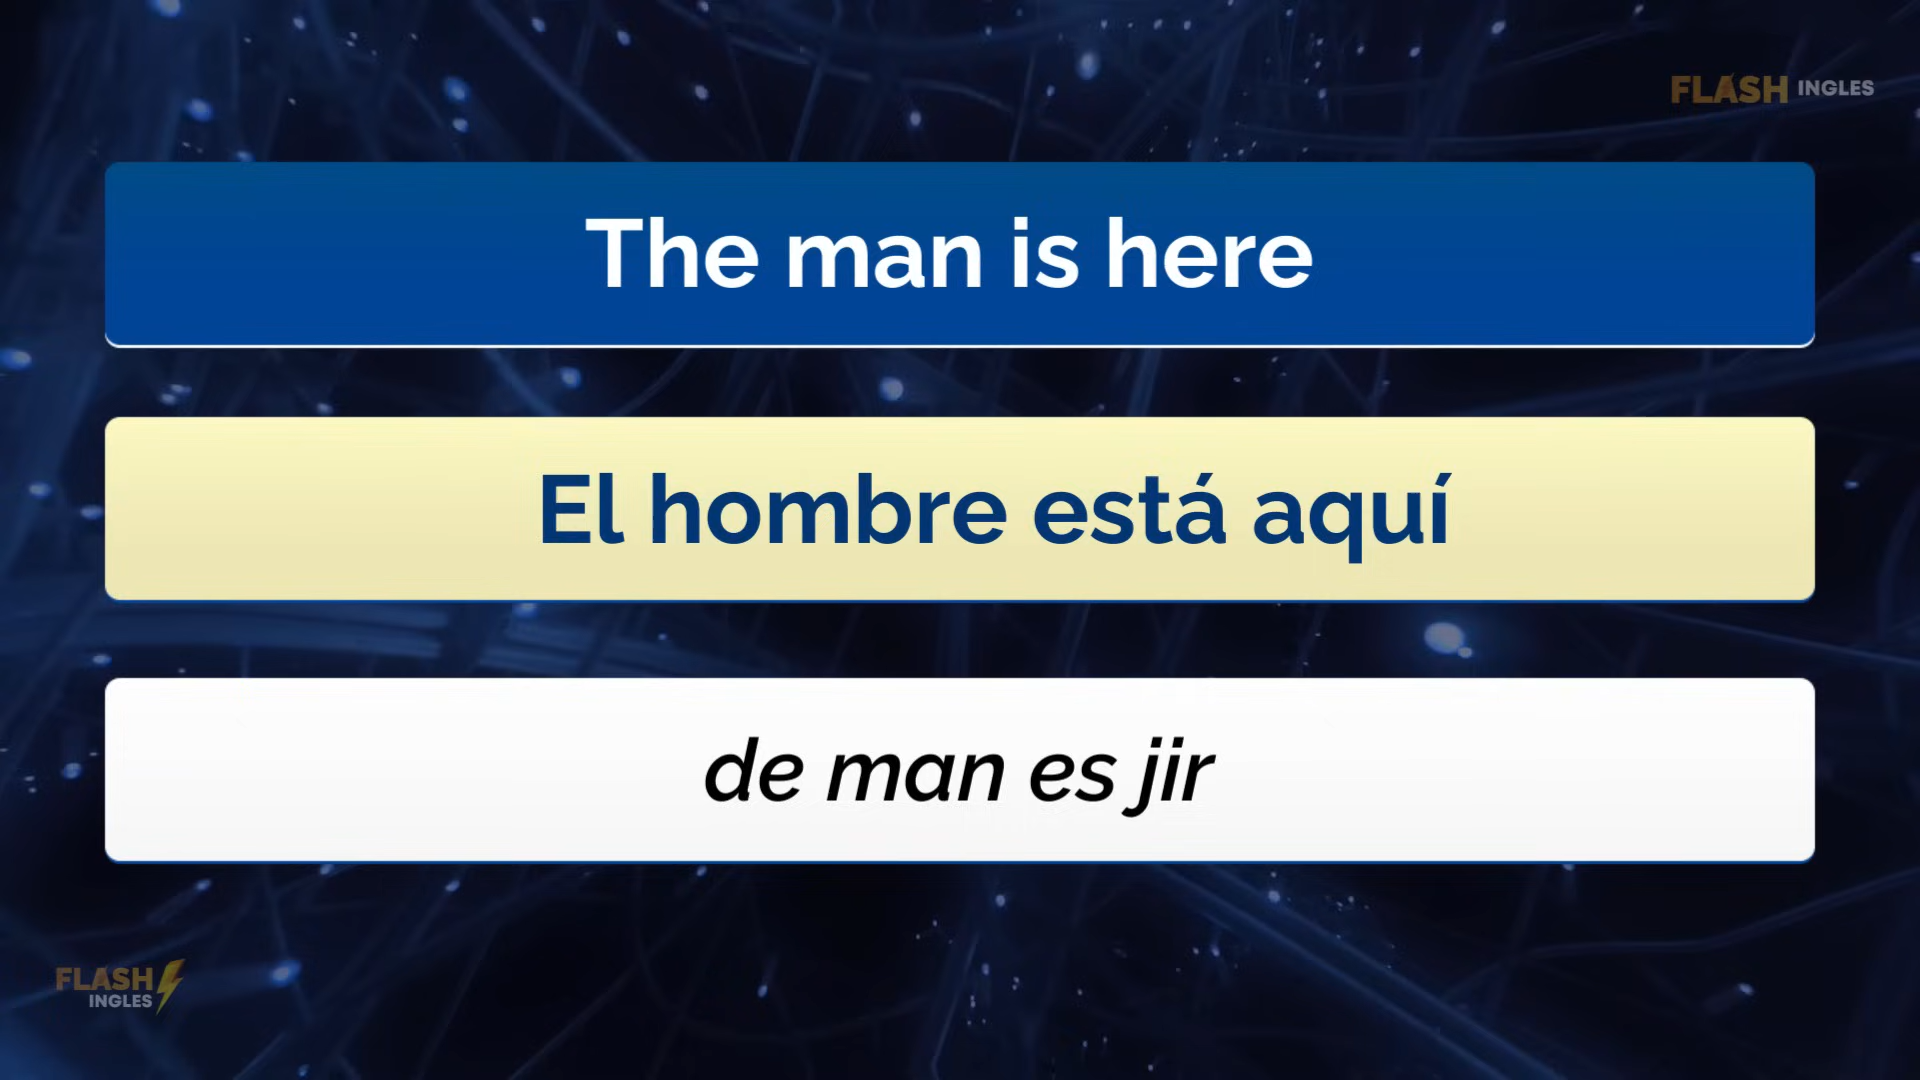 FLASH INGLES
The man is here
El hombre está aquí
de man es jir
FLASH
INGLES